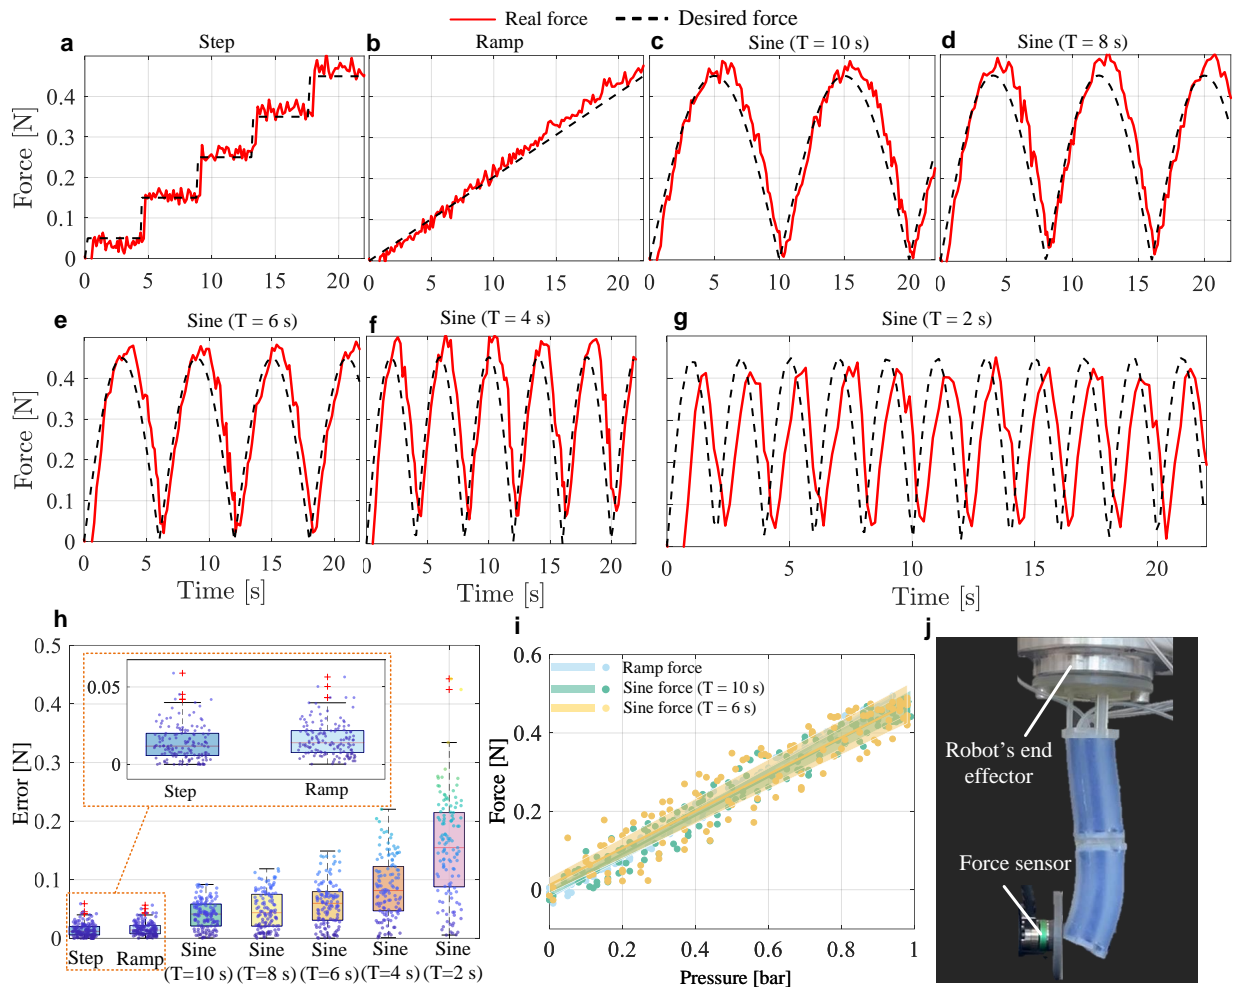 Real force
Desired force
a
Step
b
Ramp
c
Sine (T = 10 s)
d
Sine (T = 8 s)
Force [N]
0.4
0.3
0.2
0.1
0
0 5 10 15 20
0 5 10 15 20
0 5 10 15 20
0 5 10 15 20
e
Sine (T = 6 s)
f
Sine (T = 4 s)
g
Sine (T = 2 s)
Force [N]
0.4
0.3
0.2
0.1
0
0 5 10 15 20
0 5 10 15 20
0 5 10 15 20
Time [s]
Time [s]
Time [s]
h
Error [N]
0.5
0.4
0.3
0.2
0.1
0
0.05
0
Step
Ramp
Step
Ramp
Sine
(T=10 s)
Sine
(T=8 s)
Sine
(T=6 s)
Sine
(T=4 s)
Sine
(T=2 s)
i
Force [N]
0.6
0.4
0.2
0
Ramp force
Sine force (T = 10 s)
Sine force (T = 6 s)
0 0.2 0.4 0.6 0.8 1
Pressure [bar]
j
Robot's end
effector
Force sensor